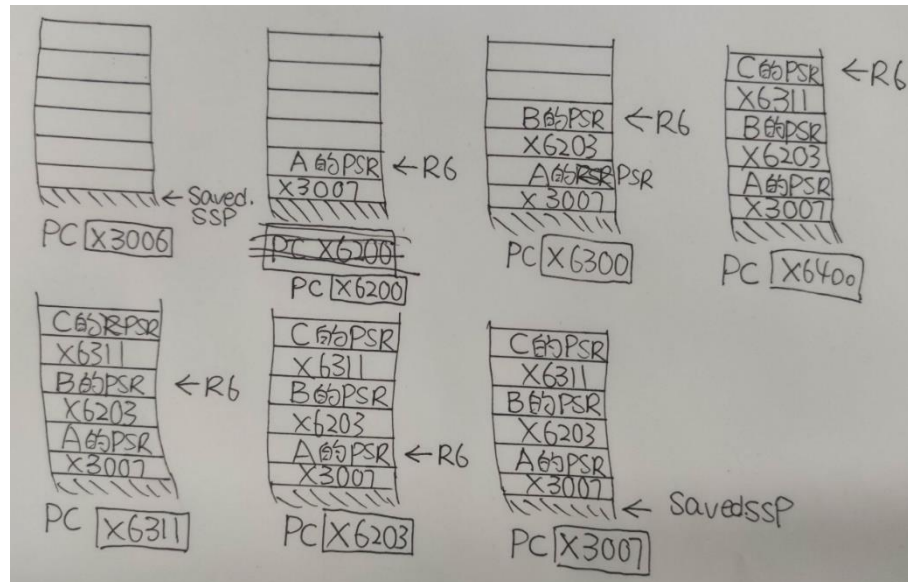 ← Saved.
SSP
PC X3006
A的PSR ← R6
X3007
PC X6200
PC X6200
B的PSR ← R6
X6203
A的PSR PSR
X3007
PC X6300
C的PSR ← R6
X6311
B的PSR
X6203
A的PSR
X3007
PC X6400
C的PSR
X6311
B的PSR ← R6
X6203
A的PSR
X3007
PC X6311
C的PSR
X6311
B的PSR
X6203
A的PSR ← R6
X3007
PC X6203
C的PSR
X6311
B的PSR
X6203
A的PSR
X3007
← SavedSSP
PC X3007